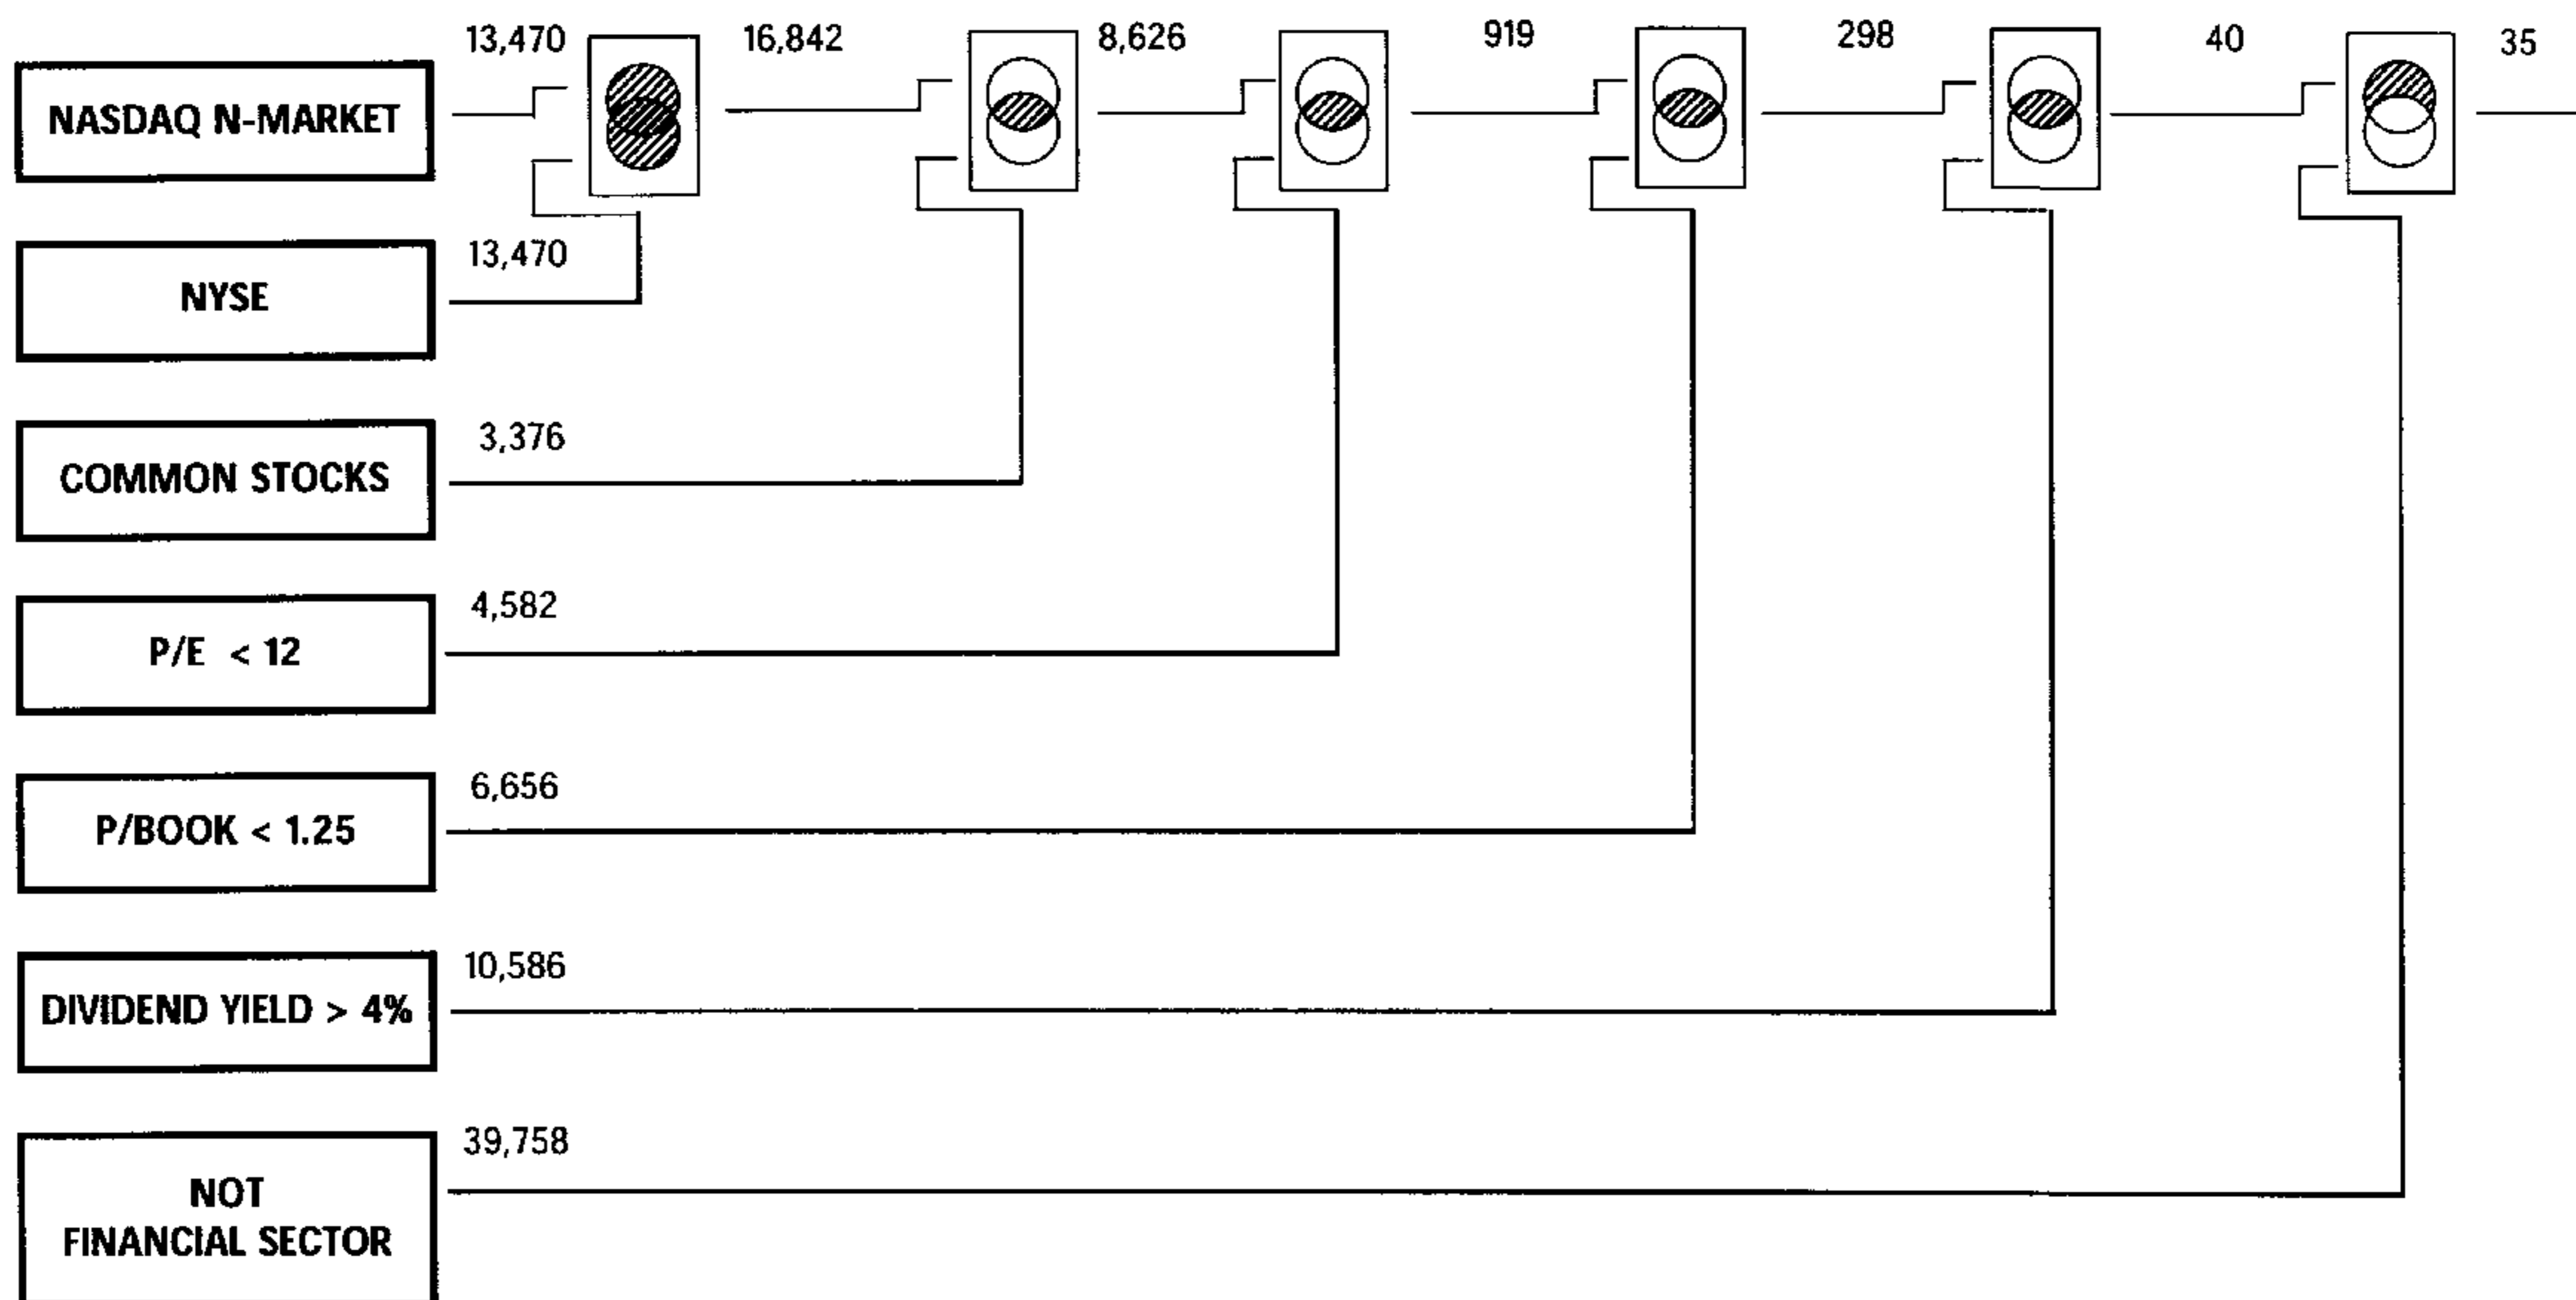 13,470
16,842
8,626
919
298
40
35
NASDAQ N-MARKET
13,470
NYSE
3,376
COMMON STOCKS
4,582
P/E < 12
6,656
P/BOOK < 1.25
10,586
DIVIDEND YIELD > 4%
39,758
NOT
FINANCIAL SECTOR